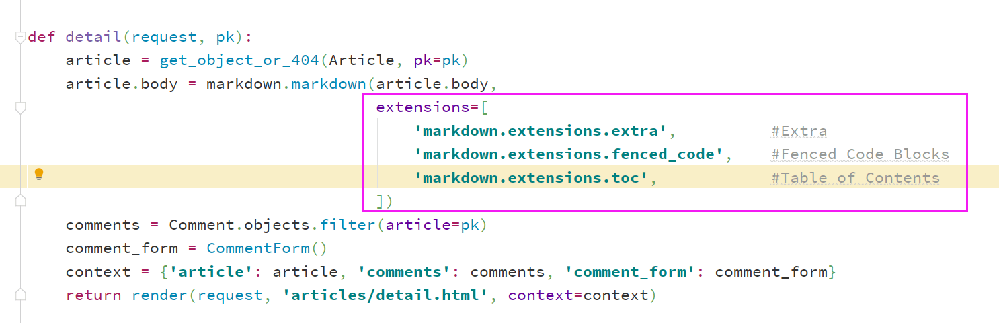 def detail(request, pk):
    article = get_object_or_404(Article, pk=pk)
    article.body = markdown.markdown(article.body,
                                     extensions=[
                                         'markdown.extensions.extra',          #Extra
                                         'markdown.extensions.fenced_code',    #Fenced Code Blocks
                                         'markdown.extensions.toc',            #Table of Contents
                                     ])
    comments = Comment.objects.filter(article=pk)
    comment_form = CommentForm()
    context = {'article': article, 'comments': comments, 'comment_form': comment_form}
    return render(request, 'articles/detail.html', context=context)